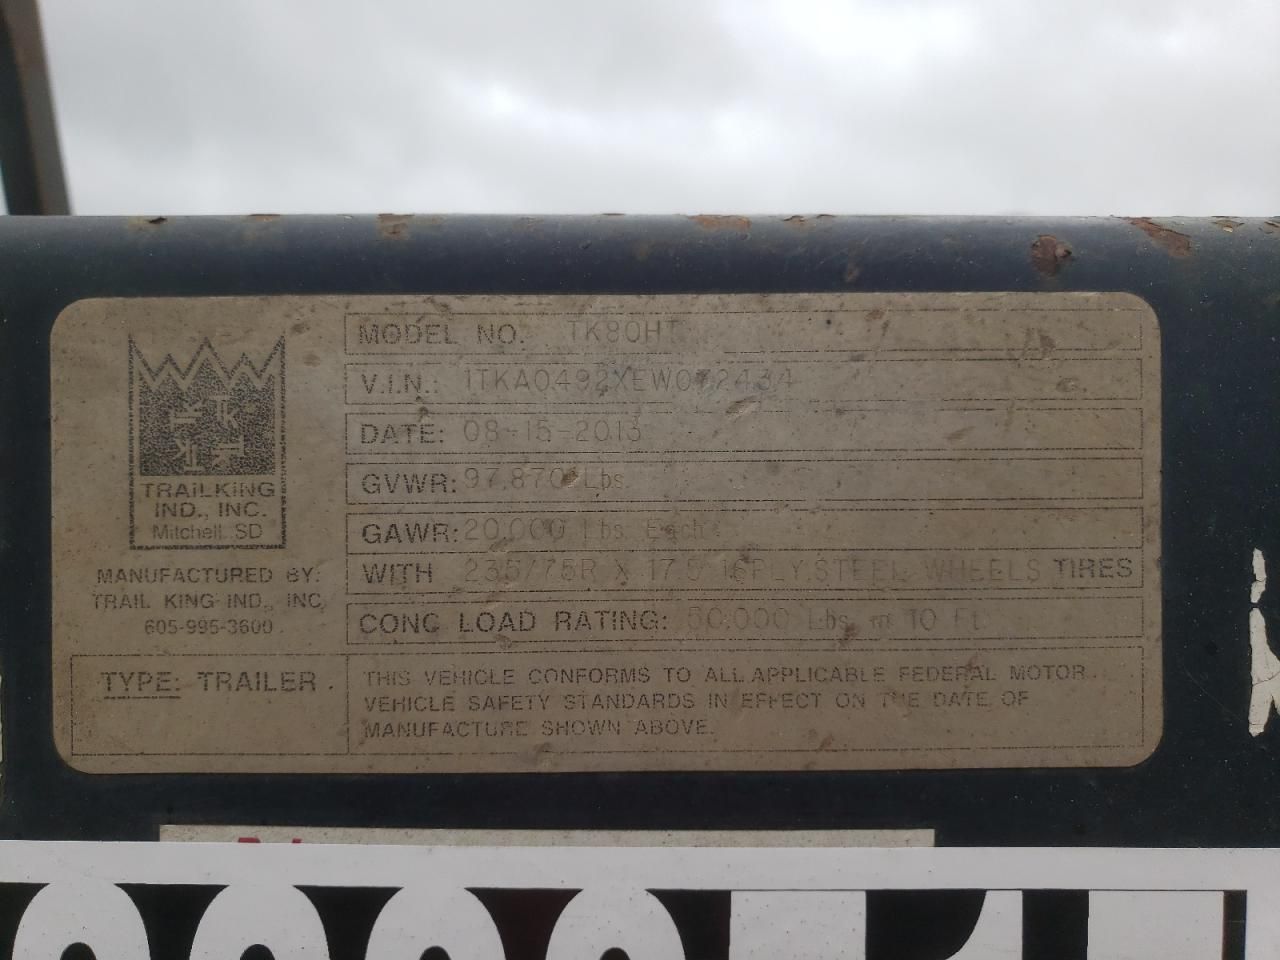 TRAILKING
IND., INC.
Mitchell, SD
MANUFACTURED BY:
TRAIL KING IND., INC.
605-995-3600
TYPE: TRAILER
MODEL NO. TK80HT
V.I.N.: 1TKA0492XEW072434
DATE: 08-15-2013
GVWR: 97,870 Lbs.
GAWR: 20,000 Lbs. Each
WITH 235/75R X 17.5 16PLY STEEL WHEELS TIRES
CONC LOAD RATING: 50,000 Lbs. in 10 Ft.
THIS VEHICLE CONFORMS TO ALL APPLICABLE FEDERAL MOTOR
VEHICLE SAFETY STANDARDS IN EFFECT ON THE DATE OF
MANUFACTURE SHOWN ABOVE.